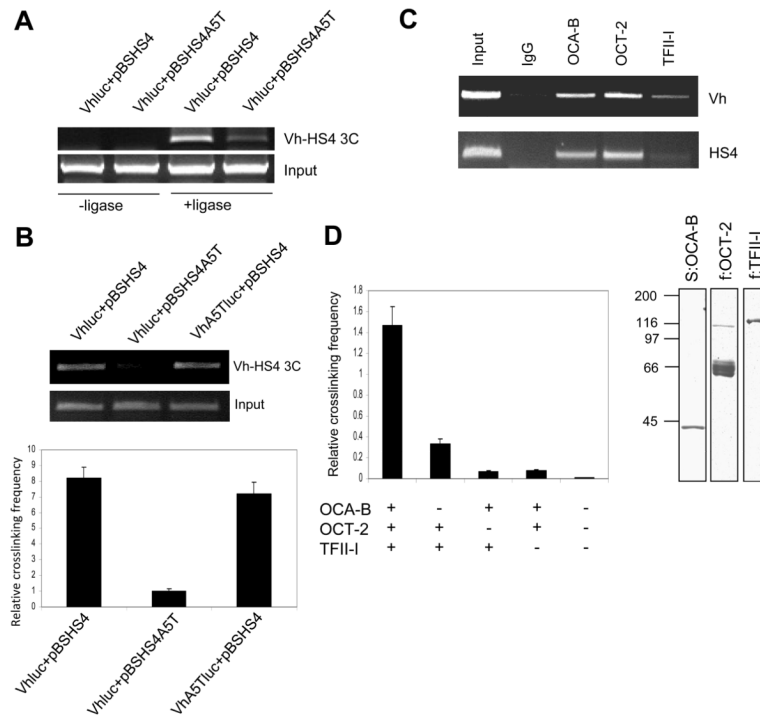 A
Vhluc+pBSHS4
Vhluc+pBSHS4A5T
Vhluc+pBSHS4
Vhluc+pBSHS4A5T
Vh-HS4 3C
Input
-ligase
+ligase
B
Vhluc+pBSHS4
Vhluc+pBSHS4A5T
VhA5Tluc+pBSHS4
Vh-HS4 3C
Input
Relative crosslinking frequency
10
9
8
7
6
5
4
3
2
1
0
Vhluc+pBSHS4
Vhluc+pBSHS4A5T
VhA5Tluc+pBSHS4
C
Input
IgG
OCA-B
OCT-2
TFII-I
Vh
HS4
D
Relative crosslinking frequency
1.8
1.6
1.4
1.2
1
0.8
0.6
0.4
0.2
0
OCA-B + - + + -
OCT-2 + + - + -
TFII-I + + + - -
S:OCA-B
f:OCT-2
f:TFII-I
200
116
97
66
45